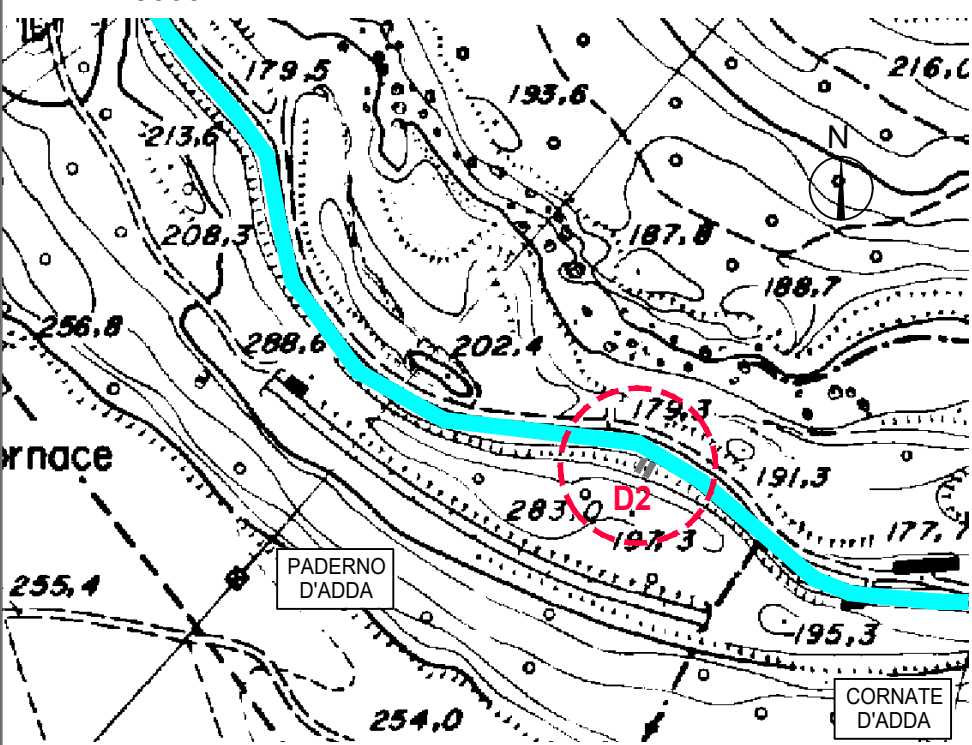 179,5
193,6
216,0
213,6
N
208,3
187,8
188,7
256,8
288,6
202,4
179,3
rnace
191,3
D2
283,0
197,3
177,7
PADERNO
D'ADDA
255,4
195,3
CORNATE
D'ADDA
254,0